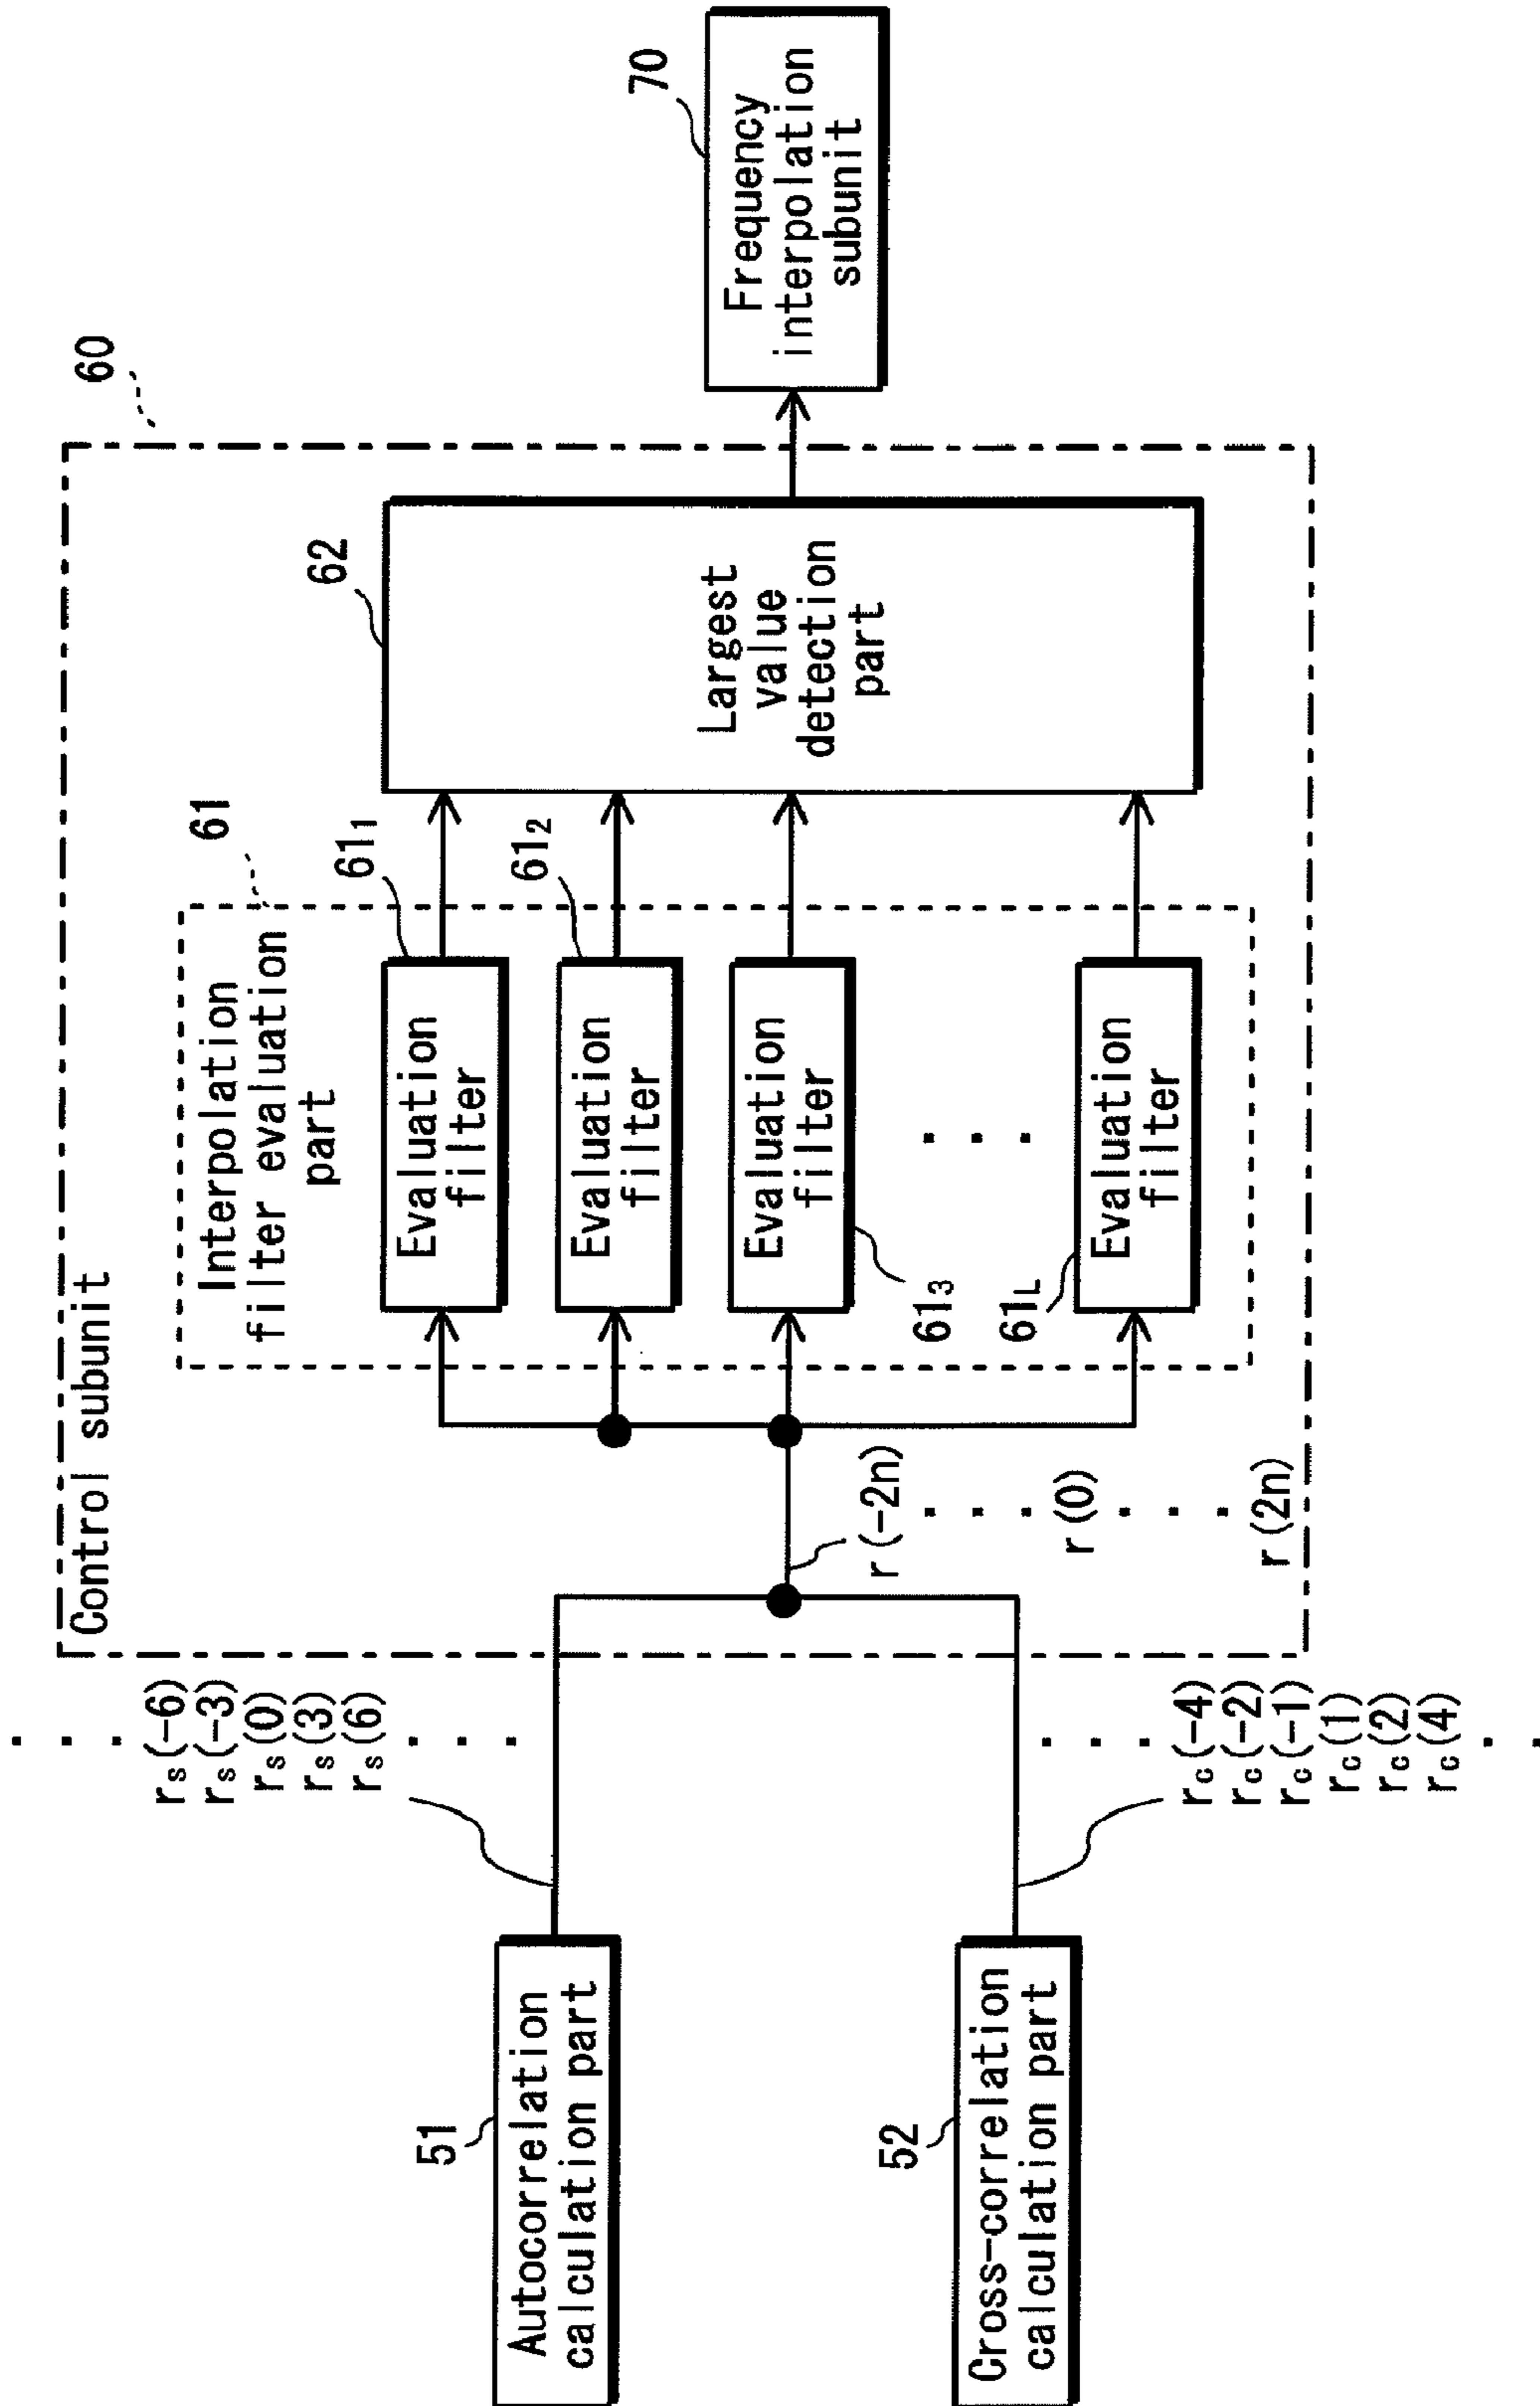 Control subunit
60
Interpolation
filter evaluation
part
61
62
Evaluation
filter
61₁
Evaluation
filter
61₂
Evaluation
filter
61₃
. . .
Evaluation
filter
61L
Largest
value
detection
part
70
Frequency
interpolation
subunit
51
Autocorrelation
calculation part
. . .
rs(-6)
rs(-3)
rs(0)
rs(3)
rs(6)
. . .
52
Cross-correlation
calculation part
. . .
rc(-4)
rc(-2)
rc(-1)
rc(1)
rc(2)
rc(4)
. .
r(-2n)
. . .
r(0)
. . .
r(2n)